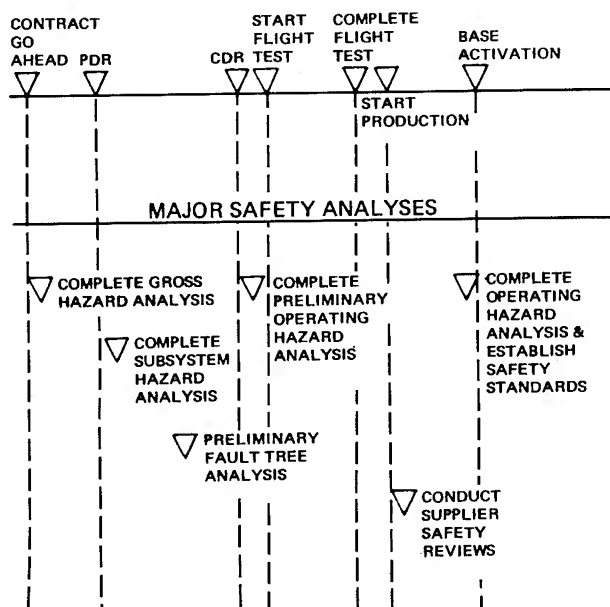 CONTRACT
GO
AHEAD
PDR
CDR
START
FLIGHT
TEST
COMPLETE
FLIGHT
TEST
START
PRODUCTION
BASE
ACTIVATION
MAJOR SAFETY ANALYSES
COMPLETE GROSS
HAZARD ANALYSIS
COMPLETE
SUBSYSTEM
HAZARD
ANALYSIS
PRELIMINARY
FAULT TREE
ANALYSIS
COMPLETE
PRELIMINARY
OPERATING
HAZARD
ANALYSIS
CONDUCT
SUPPLIER
SAFETY
REVIEWS
COMPLETE
OPERATING
HAZARD
ANALYSIS &
ESTABLISH
SAFETY
STANDARDS